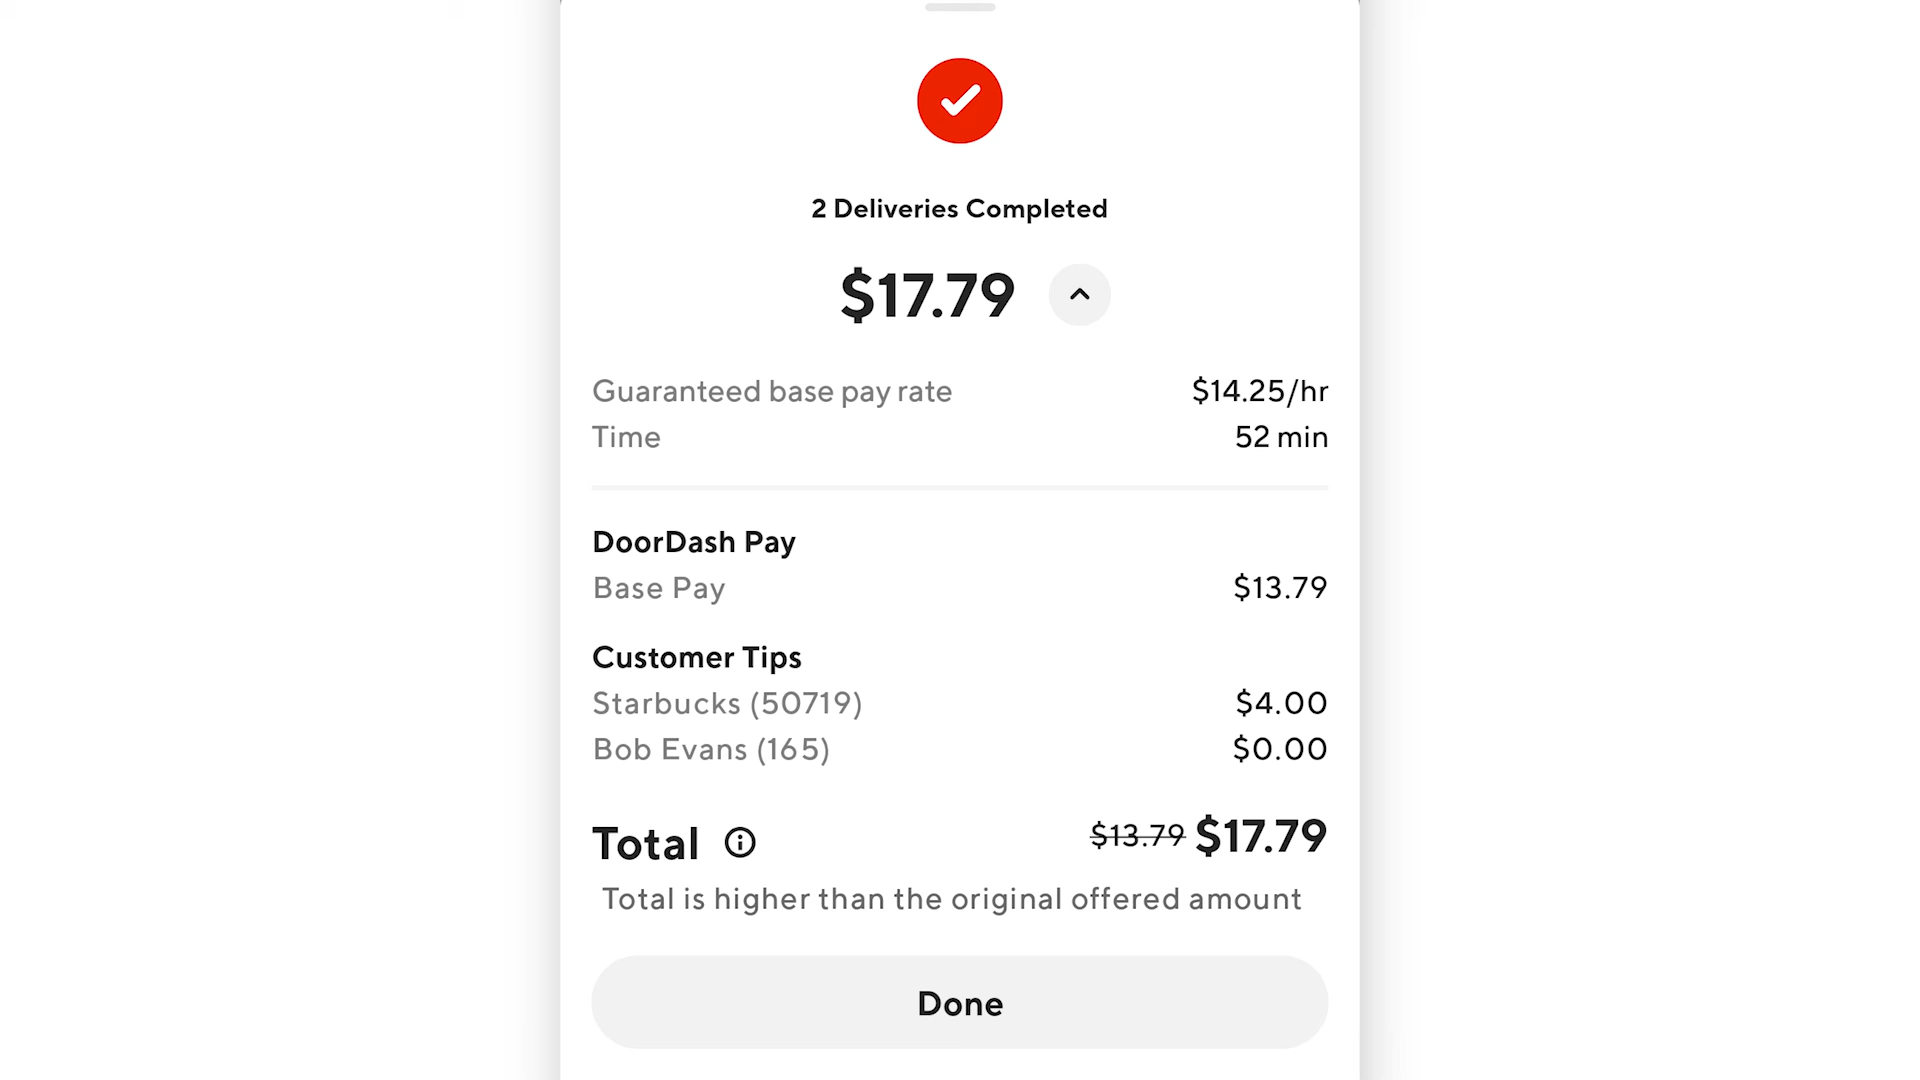 2 Deliveries Completed
$17.79
Guaranteed base pay rate $14.25/hr
Time 52 min
DoorDash Pay
Base Pay $13.79
Customer Tips
Starbucks (50719) $4.00
Bob Evans (165) $0.00
Total $13.79 $17.79
Total is higher than the original offered amount
Done